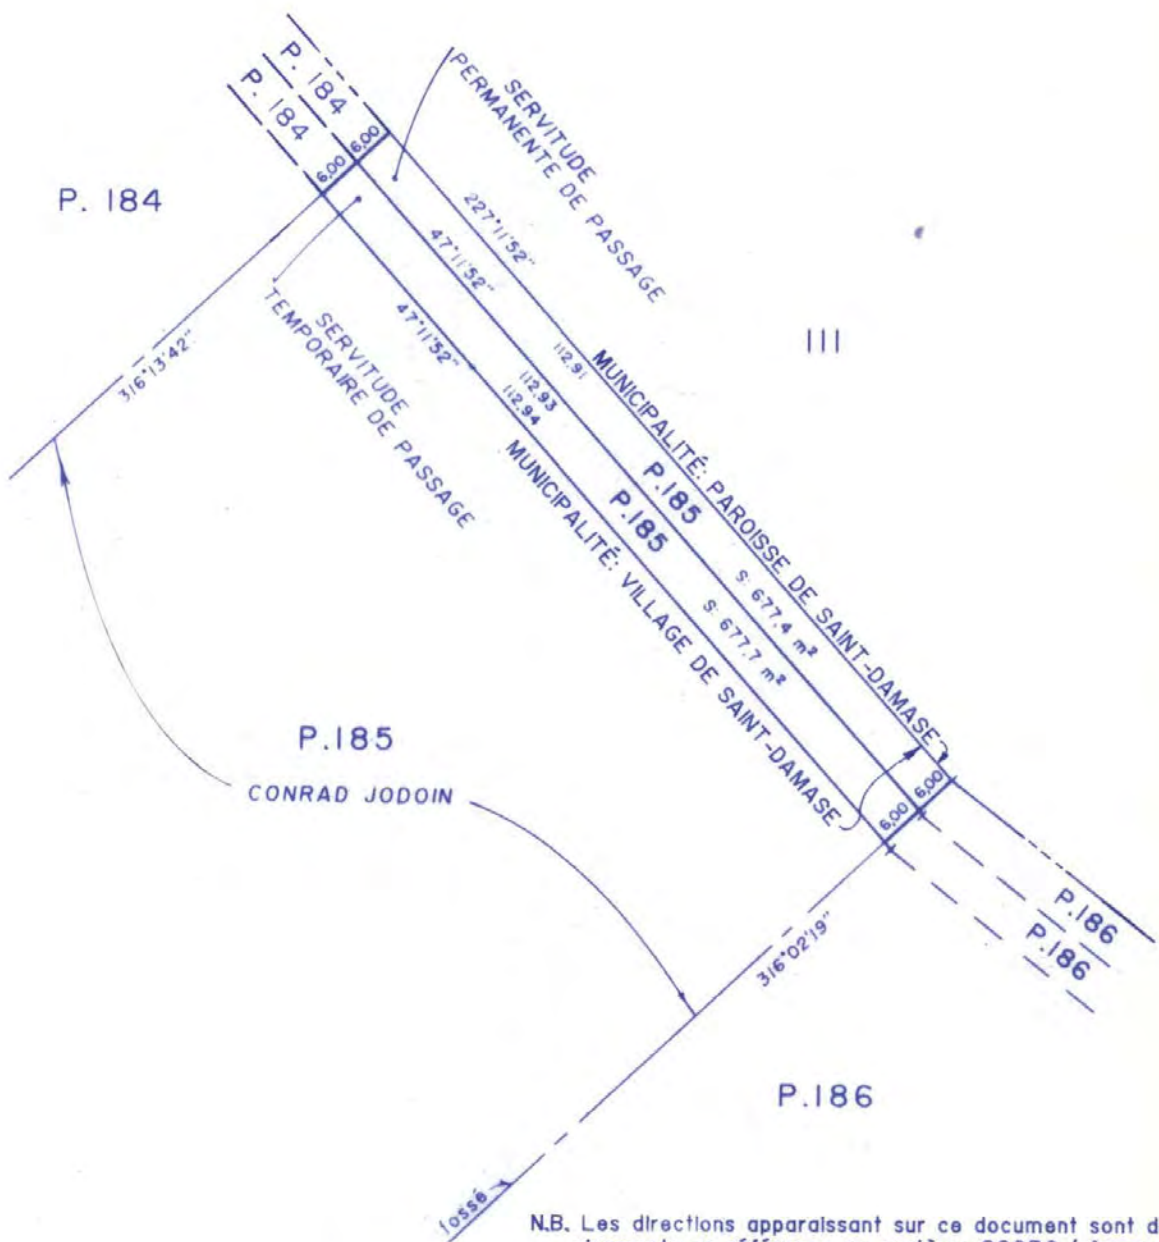 P. 184
P. 184
6,00
6,00
SERVITUDE
PERMANENTE DE PASSAGE
P. 184
227°11'52"
47°11'52"
47°11'52"
SERVITUDE
TEMPORAIRE DE PASSAGE
316°13'42"
III
112,91
112,93
112,94
MUNICIPALITÉ: PAROISSE DE SAINT-DAMASE
P.185
P.185
MUNICIPALITÉ: VILLAGE DE SAINT-DAMASE
S: 677,4 m²
S: 677,7 m²
P.185
CONRAD JODOIN
6,00
6,00
P.186
P.186
316°02'19"
P.186
fossé
N.B. Les directions apparaissant sur ce document sont d